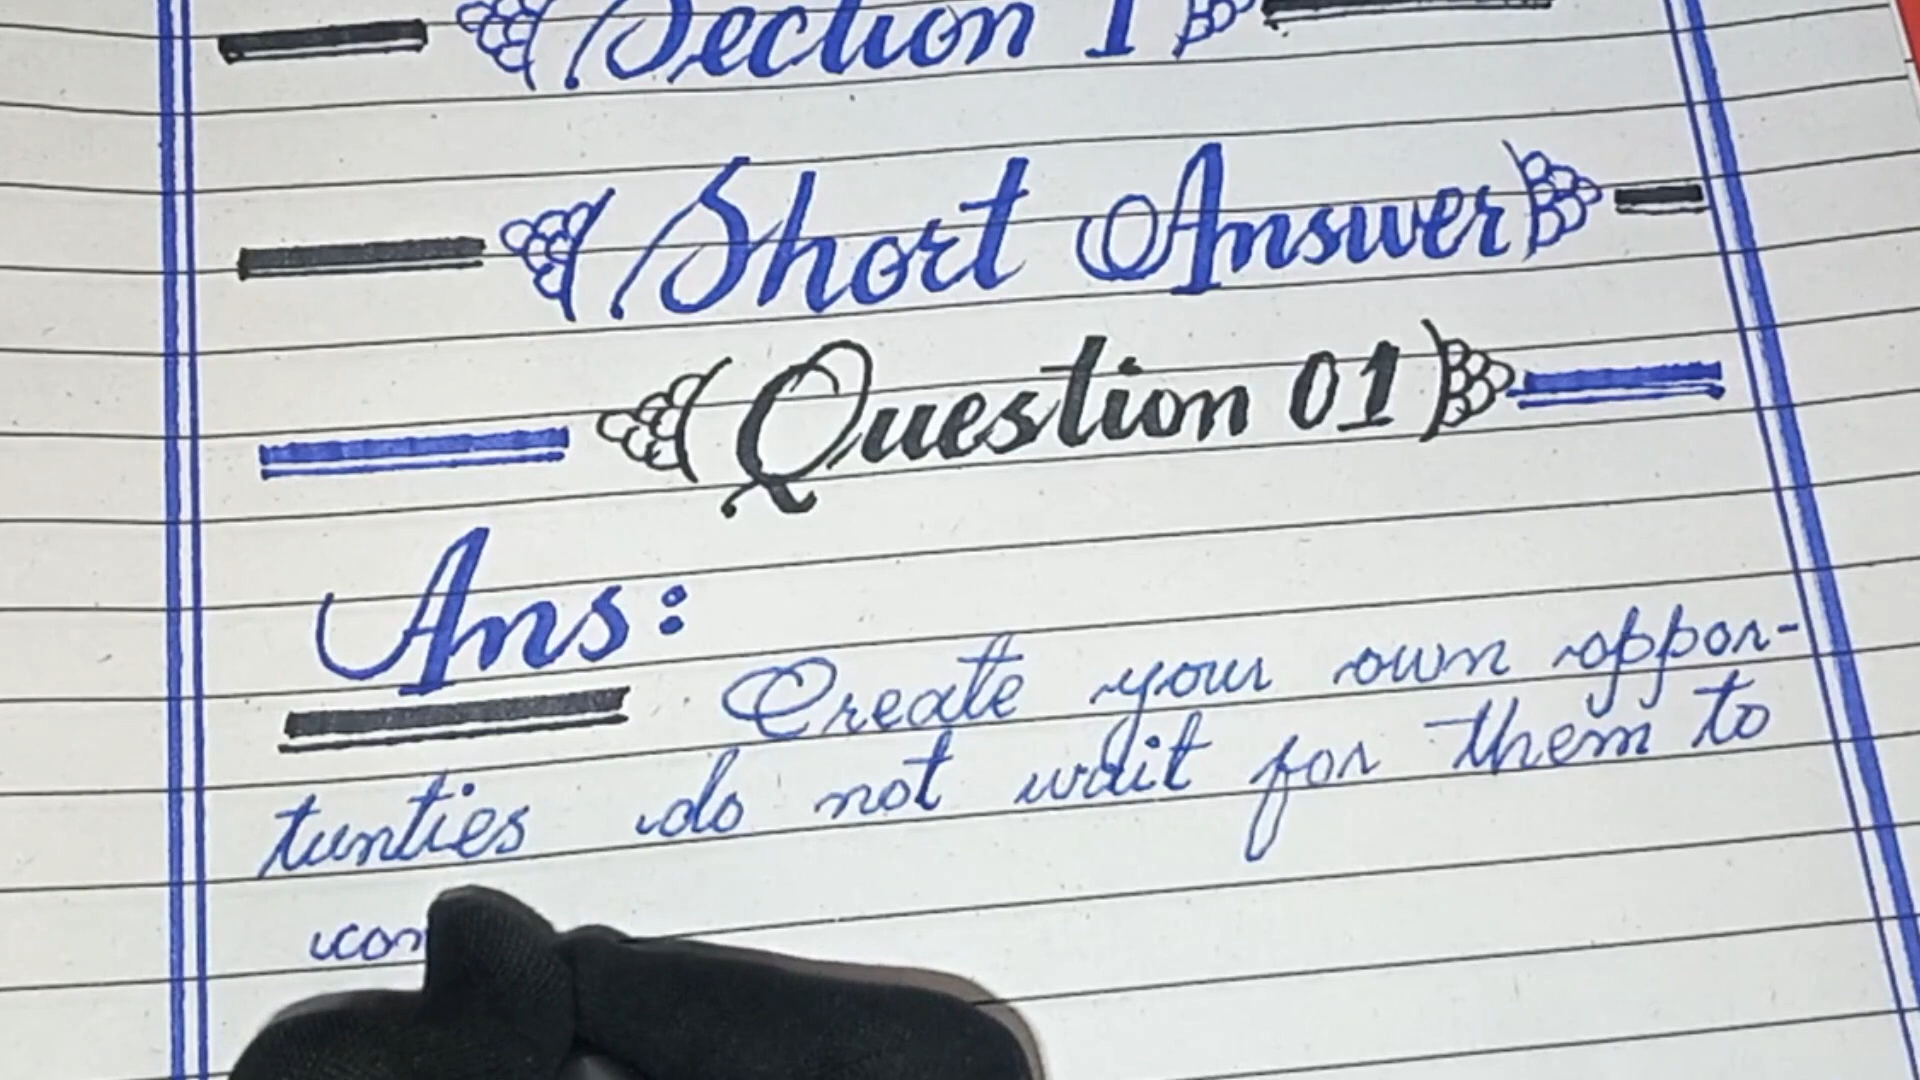 Section 1
Short Answer
Question 01
Ans:
Create your own oppor-
tunties do not wait for them to